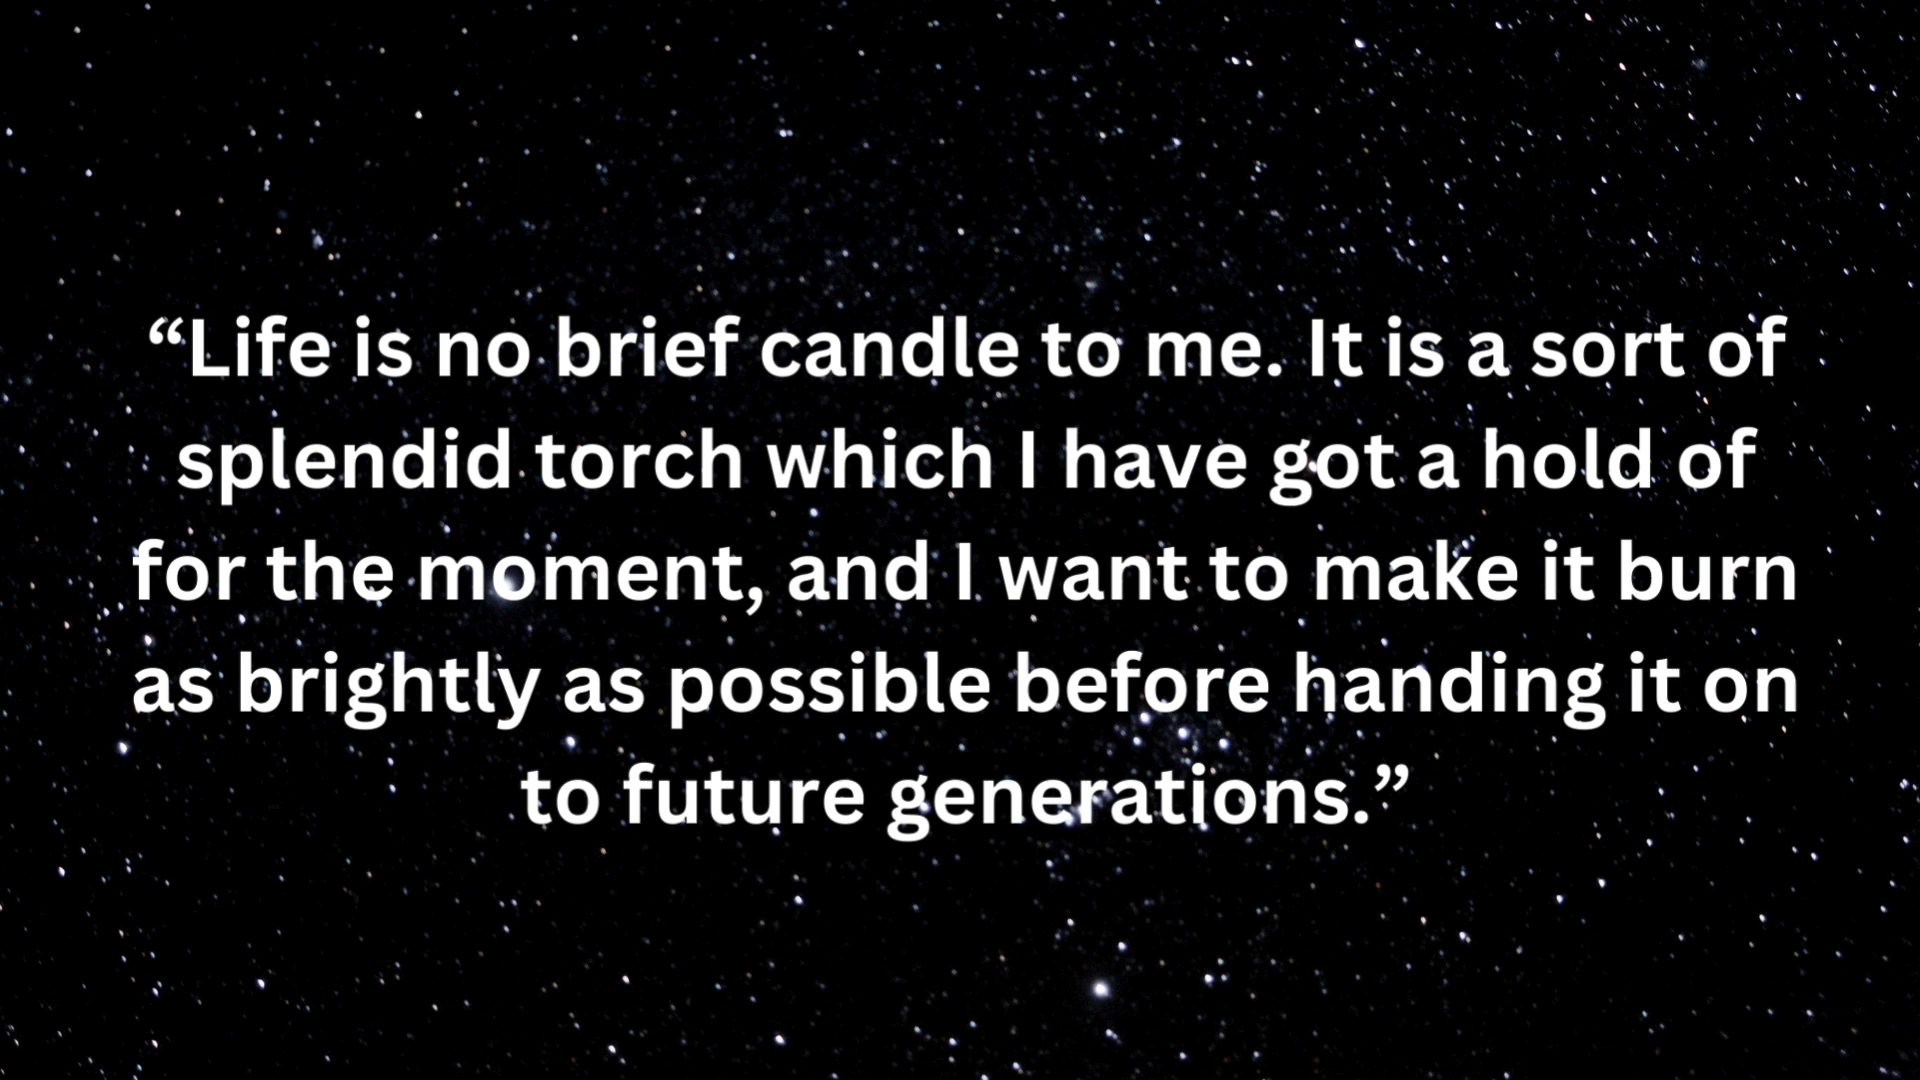 “Life is no brief candle to me. It is a sort of
splendid torch which I have got a hold of
for the moment, and I want to make it burn
as brightly as possible before handing it on
to future generations.”